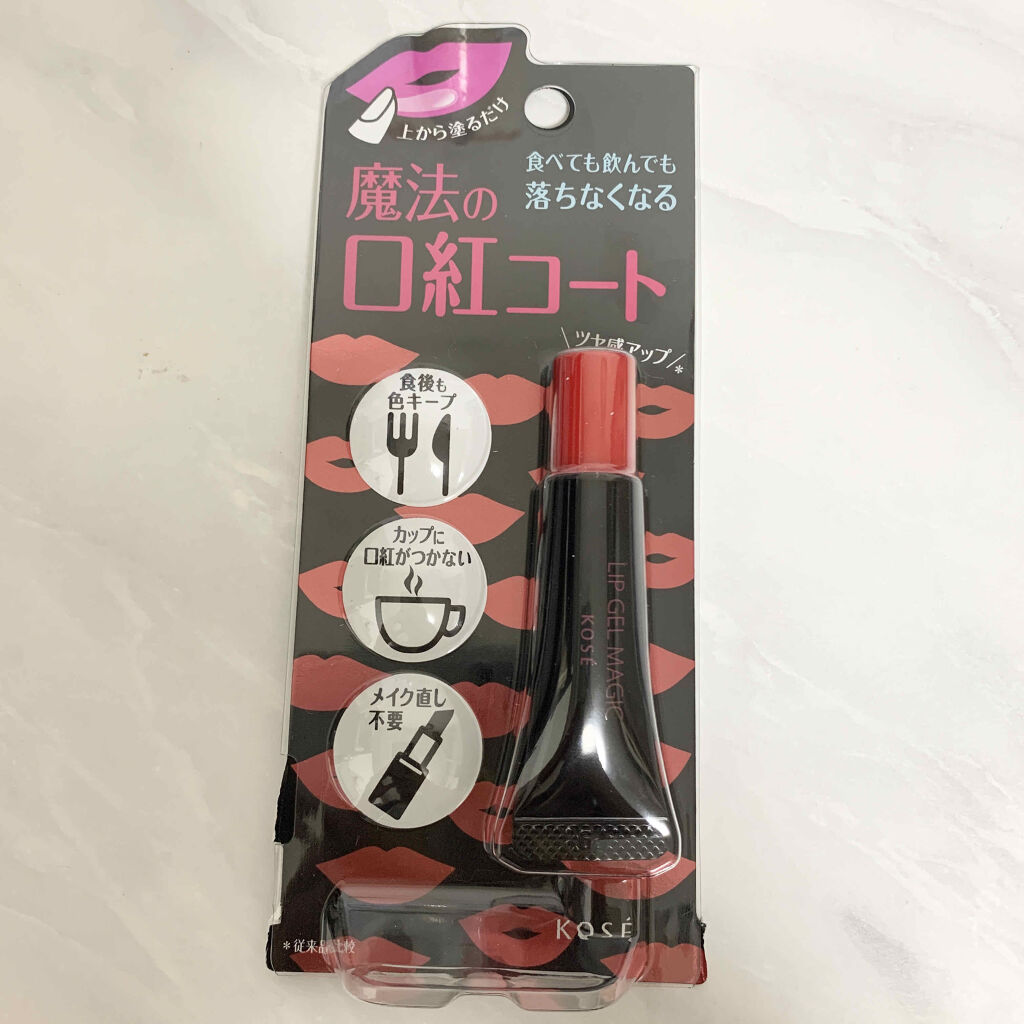 上から塗るだけ
食べても飲んでも
落ちなくなる
魔法の
口紅コート
\ツヤ感アップ/*
食後も
色キープ
カップに
口紅がつかない
メイク直し
不要
LIP GEL MAGIC
KOSÉ
KOSÉ
*従来品比較